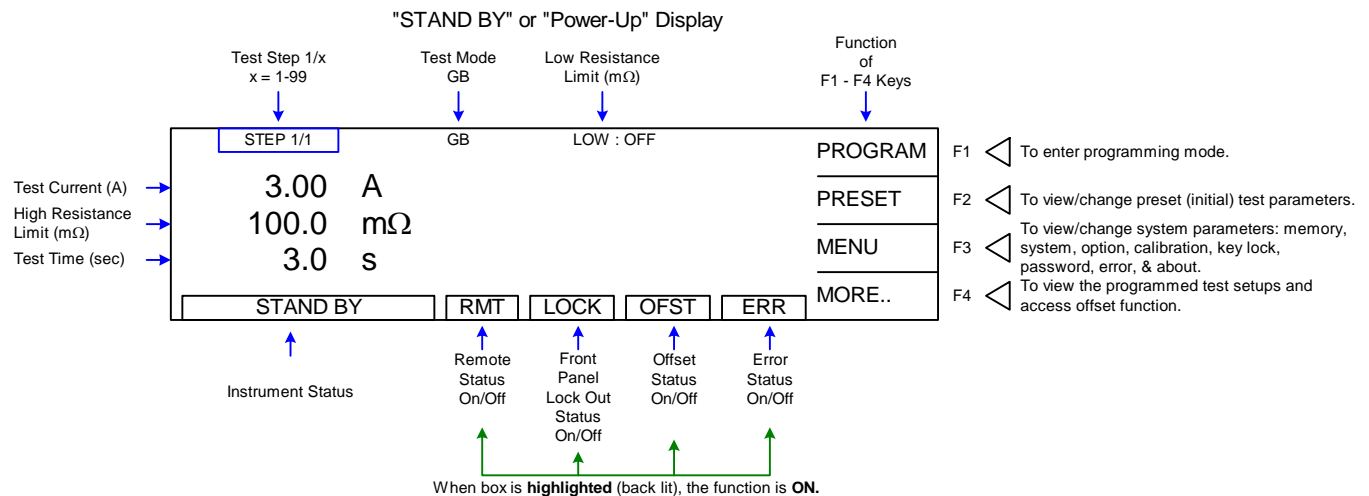 "STAND BY" or "Power-Up" Display
Test Step 1/x
x = 1-99
Test Mode
GB
Low Resistance
Limit (mΩ)
Function
of
F1 - F4 Keys
STEP 1/1
GB
LOW : OFF
PROGRAM
F1
To enter programming mode.
Test Current (A)
3.00 A
PRESET
F2
To view/change preset (initial) test parameters.
High Resistance
Limit (mΩ)
100.0 mΩ
MENU
F3
To view/change system parameters: memory,
system, option, calibration, key lock,
password, error, & about.
Test Time (sec)
3.0 s
MORE..
F4
To view the programmed test setups and
access offset function.
STAND BY
RMT
LOCK
OFST
ERR
Instrument Status
Remote
Status
On/Off
Front
Panel
Lock Out
Status
On/Off
Offset
Status
On/Off
Error
Status
On/Off
When box is highlighted (back lit), the function is ON.